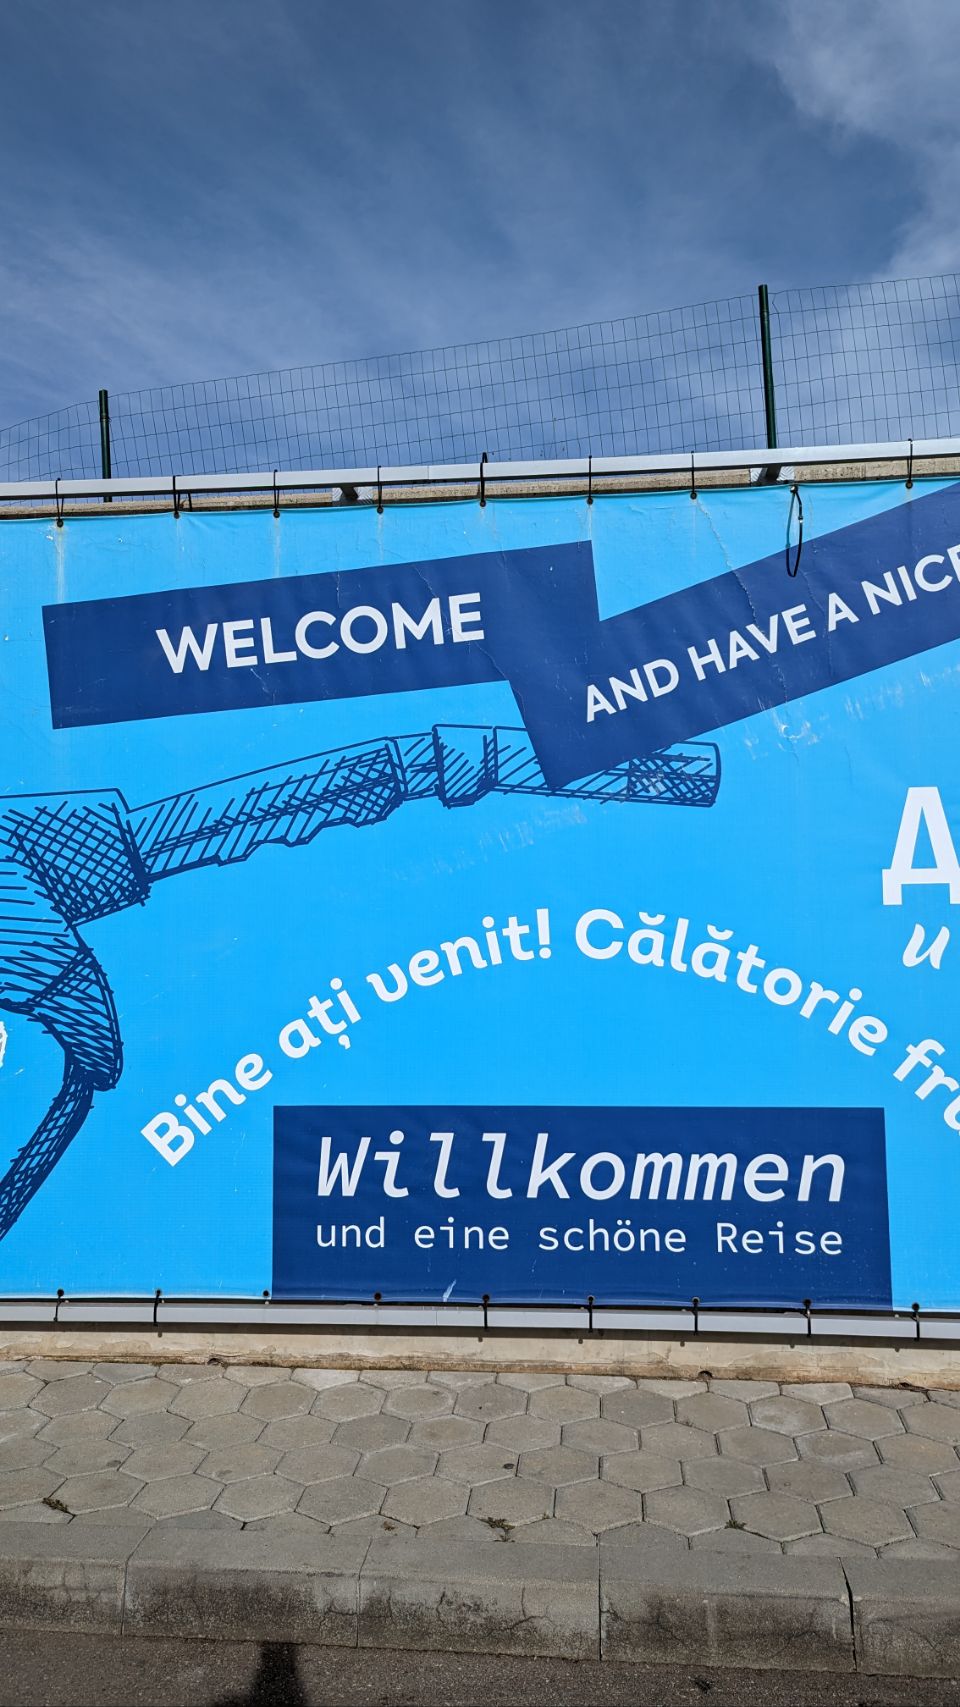 WELCOME
AND HAVE A NICE
Bine ați venit! Călătorie
Willkommen
und eine schöne Reise